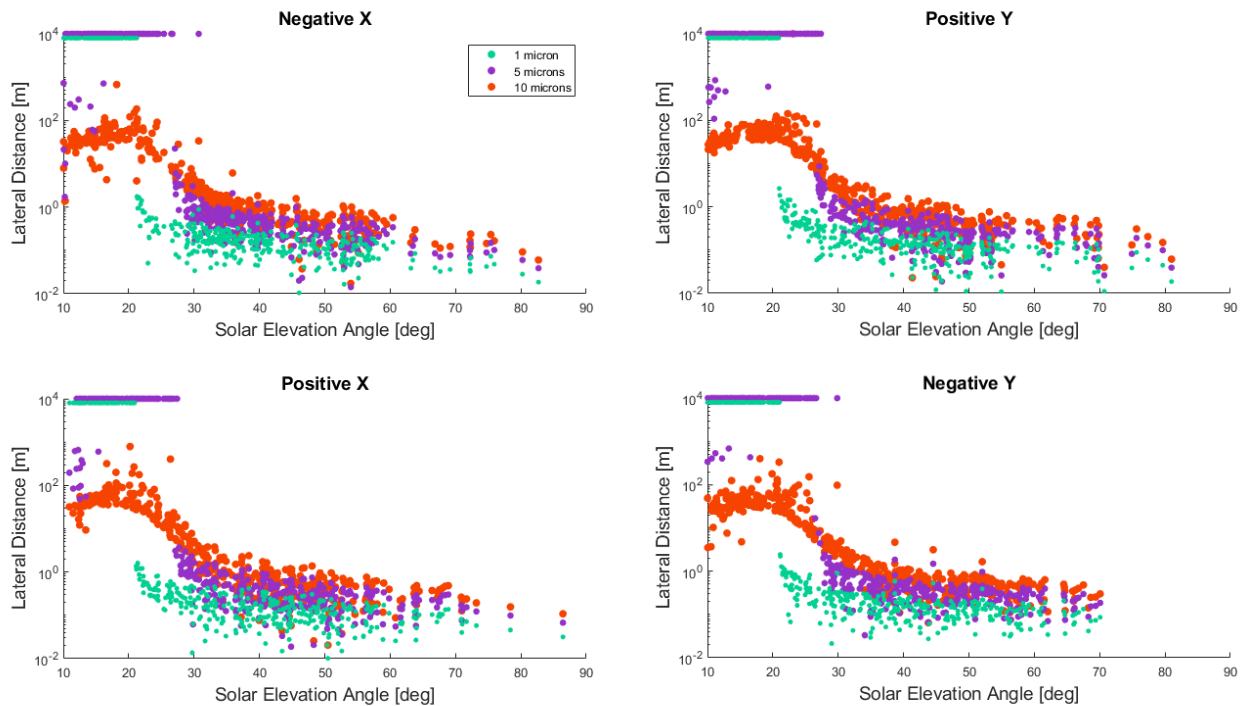 Negative X
10^4
10^2
10^0
10^-2
Lateral Distance [m]
1 micron
5 microns
10 microns
10 20 30 40 50 60 70 80 90
Solar Elevation Angle [deg]
Positive Y
10^4
10^2
10^0
10^-2
Lateral Distance [m]
10 20 30 40 50 60 70 80 90
Solar Elevation Angle [deg]
Positive X
10^4
10^2
10^0
10^-2
Lateral Distance [m]
10 20 30 40 50 60 70 80 90
Solar Elevation Angle [deg]
Negative Y
10^4
10^2
10^0
10^-2
Lateral Distance [m]
10 20 30 40 50 60 70 80 90
Solar Elevation Angle [deg]